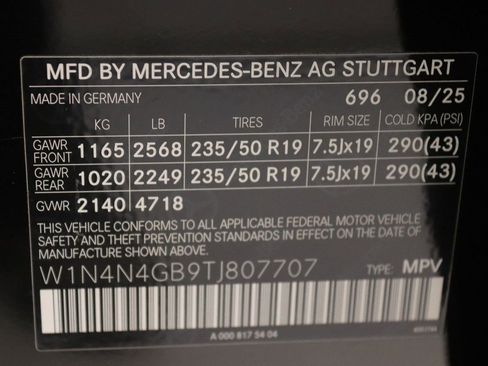 MFD BY MERCEDES-BENZ AG STUTTGART
MADE IN GERMANY 696 08/25
KG LB TIRES RIM SIZE COLD KPA (PSI)
GAWR FRONT 1165 2568 235/50 R19 7.5Jx19 290(43)
GAWR REAR 1020 2249 235/50 R19 7.5Jx19 290(43)
GVWR 2140 4718
THIS VEHICLE CONFORMS TO ALL APPLICABLE FEDERAL MOTOR VEHICLE
SAFETY AND THEFT PREVENTION STANDARDS IN EFFECT ON THE DATE OF
MANUFACTURE SHOWN ABOVE.
W1N4N4GB9TJ807707 TYPE: MPV
A 000 817 54 04